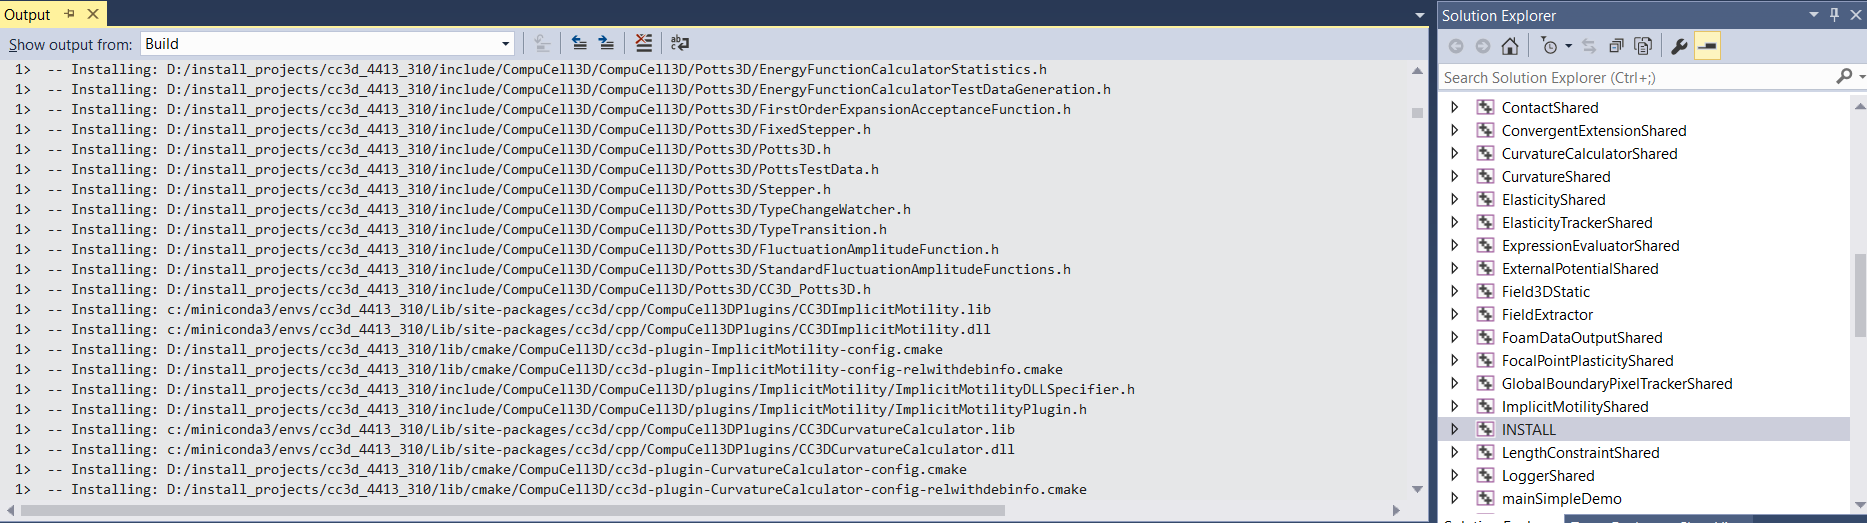 Output
Show output from: Build
1>  -- Installing: D:/install_projects/cc3d_4413_310/include/CompuCell3D/CompuCell3D/Potts3D/EnergyFunctionCalculatorStatistics.h
1>  -- Installing: D:/install_projects/cc3d_4413_310/include/CompuCell3D/CompuCell3D/Potts3D/EnergyFunctionCalculatorTestDataGeneration.h
1>  -- Installing: D:/install_projects/cc3d_4413_310/include/CompuCell3D/CompuCell3D/Potts3D/FirstOrderExpansionAcceptanceFunction.h
1>  -- Installing: D:/install_projects/cc3d_4413_310/include/CompuCell3D/CompuCell3D/Potts3D/FixedStepper.h
1>  -- Installing: D:/install_projects/cc3d_4413_310/include/CompuCell3D/CompuCell3D/Potts3D/Potts3D.h
1>  -- Installing: D:/install_projects/cc3d_4413_310/include/CompuCell3D/CompuCell3D/Potts3D/PottsTestData.h
1>  -- Installing: D:/install_projects/cc3d_4413_310/include/CompuCell3D/CompuCell3D/Potts3D/Stepper.h
1>  -- Installing: D:/install_projects/cc3d_4413_310/include/CompuCell3D/CompuCell3D/Potts3D/TypeChangeWatcher.h
1>  -- Installing: D:/install_projects/cc3d_4413_310/include/CompuCell3D/CompuCell3D/Potts3D/TypeTransition.h
1>  -- Installing: D:/install_projects/cc3d_4413_310/include/CompuCell3D/CompuCell3D/Potts3D/FluctuationAmplitudeFunction.h
1>  -- Installing: D:/install_projects/cc3d_4413_310/include/CompuCell3D/CompuCell3D/Potts3D/StandardFluctuationAmplitudeFunctions.h
1>  -- Installing: D:/install_projects/cc3d_4413_310/include/CompuCell3D/CompuCell3D/Potts3D/CC3D_Potts3D.h
1>  -- Installing: c:/miniconda3/envs/cc3d_4413_310/Lib/site-packages/cc3d/cpp/CompuCell3DPlugins/CC3DImplicitMotility.lib
1>  -- Installing: c:/miniconda3/envs/cc3d_4413_310/Lib/site-packages/cc3d/cpp/CompuCell3DPlugins/CC3DImplicitMotility.dll
1>  -- Installing: D:/install_projects/cc3d_4413_310/lib/cmake/CompuCell3D/cc3d-plugin-ImplicitMotility-config.cmake
1>  -- Installing: D:/install_projects/cc3d_4413_310/lib/cmake/CompuCell3D/cc3d-plugin-ImplicitMotility-config-relwithdebinfo.cmake
1>  -- Installing: D:/install_projects/cc3d_4413_310/include/CompuCell3D/CompuCell3D/plugins/ImplicitMotility/ImplicitMotilityDLLSpecifier.h
1>  -- Installing: D:/install_projects/cc3d_4413_310/include/CompuCell3D/CompuCell3D/plugins/ImplicitMotility/ImplicitMotilityPlugin.h
1>  -- Installing: c:/miniconda3/envs/cc3d_4413_310/Lib/site-packages/cc3d/cpp/CompuCell3DPlugins/CC3DCurvatureCalculator.lib
1>  -- Installing: c:/miniconda3/envs/cc3d_4413_310/Lib/site-packages/cc3d/cpp/CompuCell3DPlugins/CC3DCurvatureCalculator.dll
1>  -- Installing: D:/install_projects/cc3d_4413_310/lib/cmake/CompuCell3D/cc3d-plugin-CurvatureCalculator-config.cmake
1>  -- Installing: D:/install_projects/cc3d_4413_310/lib/cmake/CompuCell3D/cc3d-plugin-CurvatureCalculator-config-relwithdebinfo.cmake
Solution Explorer
Search Solution Explorer (Ctrl+;)
ContactShared
ConvergentExtensionShared
CurvatureCalculatorShared
CurvatureShared
ElasticityShared
ElasticityTrackerShared
ExpressionEvaluatorShared
ExternalPotentialShared
Field3DStatic
FieldExtractor
FoamDataOutputShared
FocalPointPlasticityShared
GlobalBoundaryPixelTrackerShared
ImplicitMotilityShared
INSTALL
LengthConstraintShared
LoggerShared
mainSimpleDemo